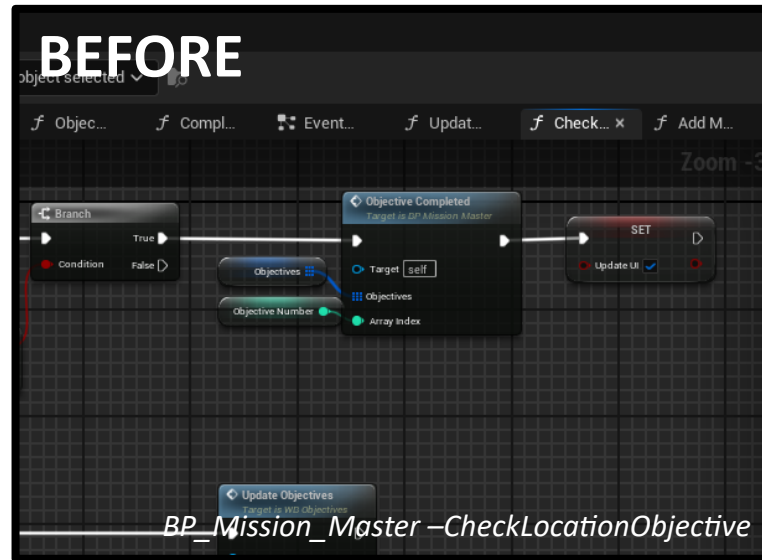 BEFORE
object selected
Objec...
Compl...
Event...
Updat...
Check... ×
Add M...
Zoom -3
Branch
True
Condition
False
Objectives
Objective Number
Objective Completed
Target is BP Mission Master
Target self
Objectives
Array Index
SET
Update UI
Update Objectives
Target is WB Objectives
BP_Mission_Master –CheckLocationObjective